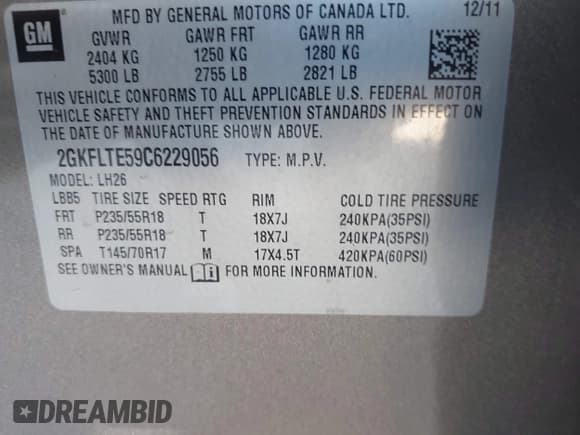 GM
MFD BY GENERAL MOTORS OF CANADA LTD. 12/11
GVWR GAWR FRT GAWR RR
2404 KG 1250 KG 1280 KG
5300 LB 2755 LB 2821 LB
THIS VEHICLE CONFORMS TO ALL APPLICABLE U.S. FEDERAL MOTOR
VEHICLE SAFETY AND THEFT PREVENTION STANDARDS IN EFFECT ON
THE DATE OF MANUFACTURE SHOWN ABOVE.
2GKFLTE59C6229056 TYPE: M.P.V.
MODEL: LH26
LBB5 TIRE SIZE SPEED RTG RIM COLD TIRE PRESSURE
FRT P235/55R18 T 18X7J 240KPA(35PSI)
RR P235/55R18 T 18X7J 240KPA(35PSI)
SPA T145/70R17 M 17X4.5T 420KPA(60PSI)
SEE OWNER'S MANUAL FOR MORE INFORMATION.
DREAMBID